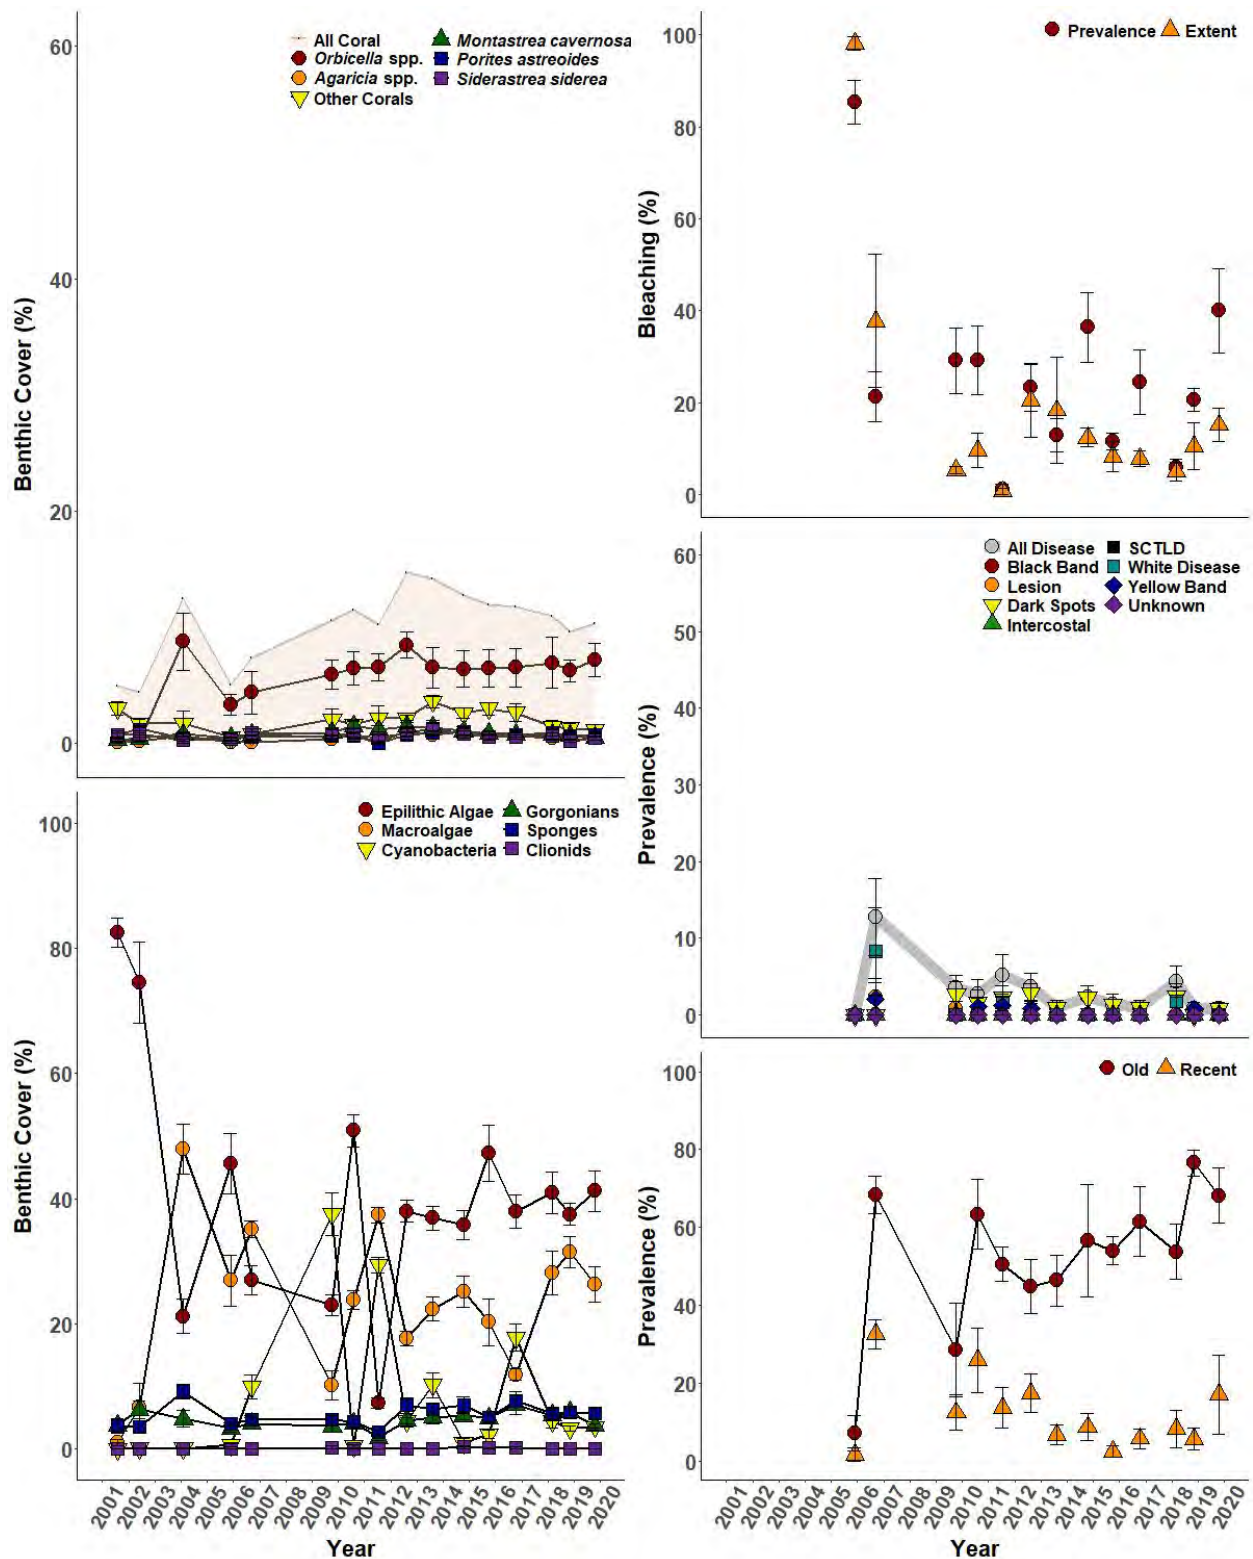 Benthic Cover (%)
60
40
20
0
All Coral
Orbicella spp.
Agaricia spp.
Other Corals
Montastrea cavernosa
Porites astreoides
Siderastrea siderea
Benthic Cover (%)
100
80
60
40
20
0
Epilithic Algae
Macroalgae
Cyanobacteria
Gorgonians
Sponges
Clionids
2001 2002 2003 2004 2005 2006 2007 2008 2009 2010 2011 2012 2013 2014 2015 2016 2017 2018 2019 2020
Year
Bleaching (%)
100
80
60
40
20
0
Prevalence
Extent
Prevalence (%)
60
50
40
30
20
10
0
All Disease
Black Band
Lesion
Dark Spots
Intercostal
SCTLD
White Disease
Yellow Band
Unknown
Prevalence (%)
100
80
60
40
20
0
Old
Recent
2001 2002 2003 2004 2005 2006 2007 2008 2009 2010 2011 2012 2013 2014 2015 2016 2017 2018 2019 2020
Year